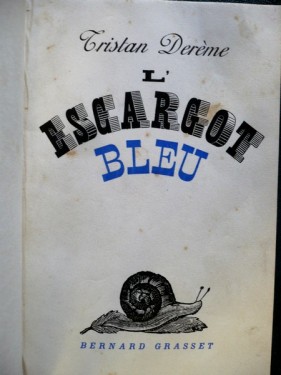 Tristan Derème
L'
ESCARGOT
BLEU
BERNARD GRASSET